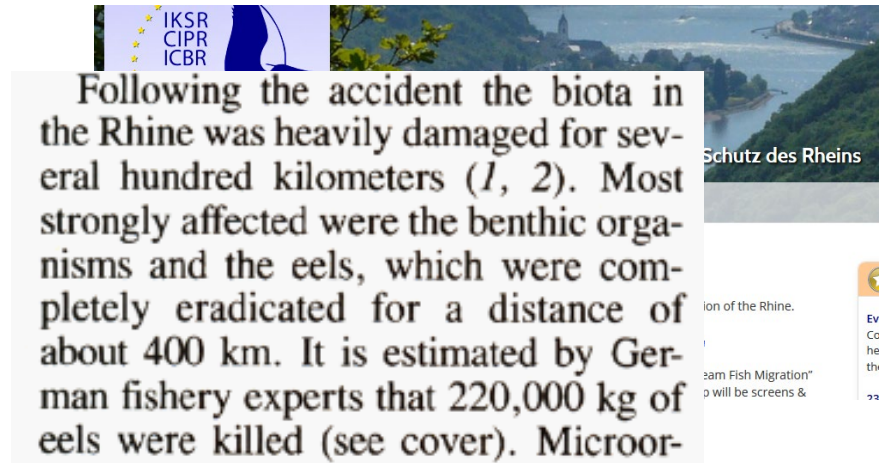 IKSR
CIPR
ICBR
Schutz des Rheins
Following the accident the biota in
the Rhine was heavily damaged for sev-
eral hundred kilometers (1, 2). Most
strongly affected were the benthic orga-
nisms and the eels, which were com-
pletely eradicated for a distance of
about 400 km. It is estimated by Ger-
man fishery experts that 220,000 kg of
eels were killed (see cover). Microor-
ion of the Rhine.
eam Fish Migration"
p will be screens &
Ev
Co
he
the
23